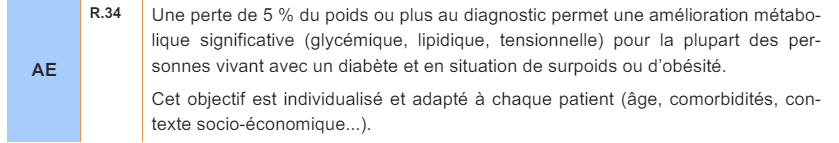 R.34
Une perte de 5 % du poids ou plus au diagnostic permet une amélioration métabo-
lique significative (glycémique, lipidique, tensionnelle) pour la plupart des per-
sonnes vivant avec un diabète et en situation de surpoids ou d’obésité.
AE
Cet objectif est individualisé et adapté à chaque patient (âge, comorbidités, con-
texte socio-économique...).